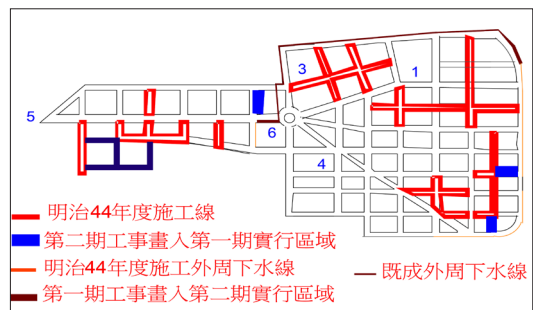 3
1
5
6
4
明治44年度施工線
第二期工事畫入第一期實行區域
明治44年度施工外周下水線
既成外周下水線
第一期工事畫入第二期實行區域